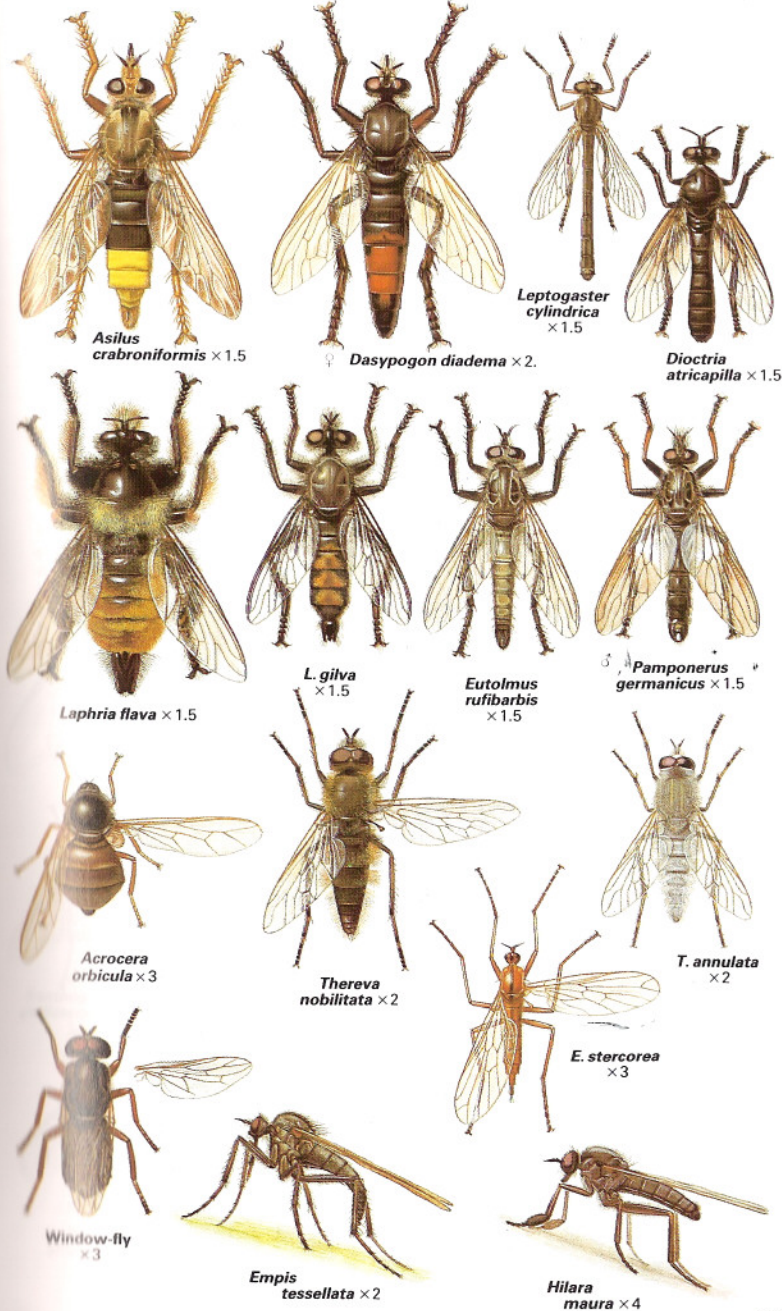 Asilus
crabroniformis ×1.5
♀ Dasypogon diadema ×2.
Leptogaster
cylindrica
×1.5
Dioctria
atricapilla ×1.5
Laphria flava ×1.5
L. gilva
×1.5
Eutolmus
rufibarbis
×1.5
♂ Pamponerus
germanicus ×1.5
Acrocera
orbicula ×3
Thereva
nobilitata ×2
T. annulata
×2
E. stercorea
×3
Window-fly
×3
Empis
tessellata ×2
Hilara
maura ×4